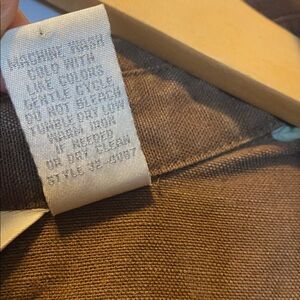 MACHINE WASH
COLD WITH
LIKE COLORS
GENTLE CYCLE
DO NOT BLEACH
TUMBLE DRY LOW
WARM IRON
IF NEEDED
OR DRY CLEAN
STYLE 32-4087